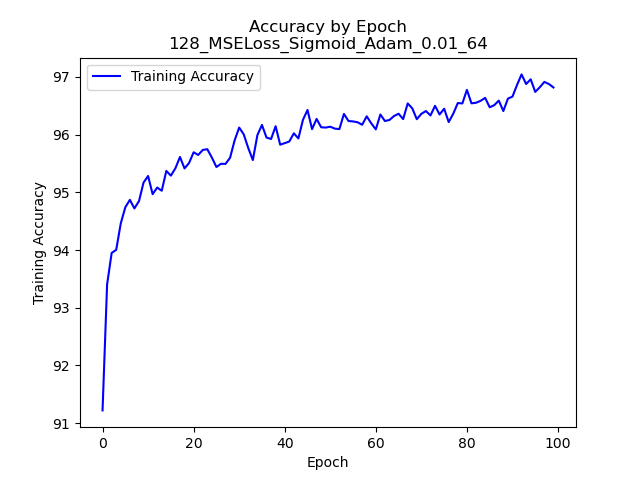 Accuracy by Epoch
128_MSELoss_Sigmoid_Adam_0.01_64
Training Accuracy
97
96
95
94
93
92
91
Training Accuracy
0 20 40 60 80 100
Epoch